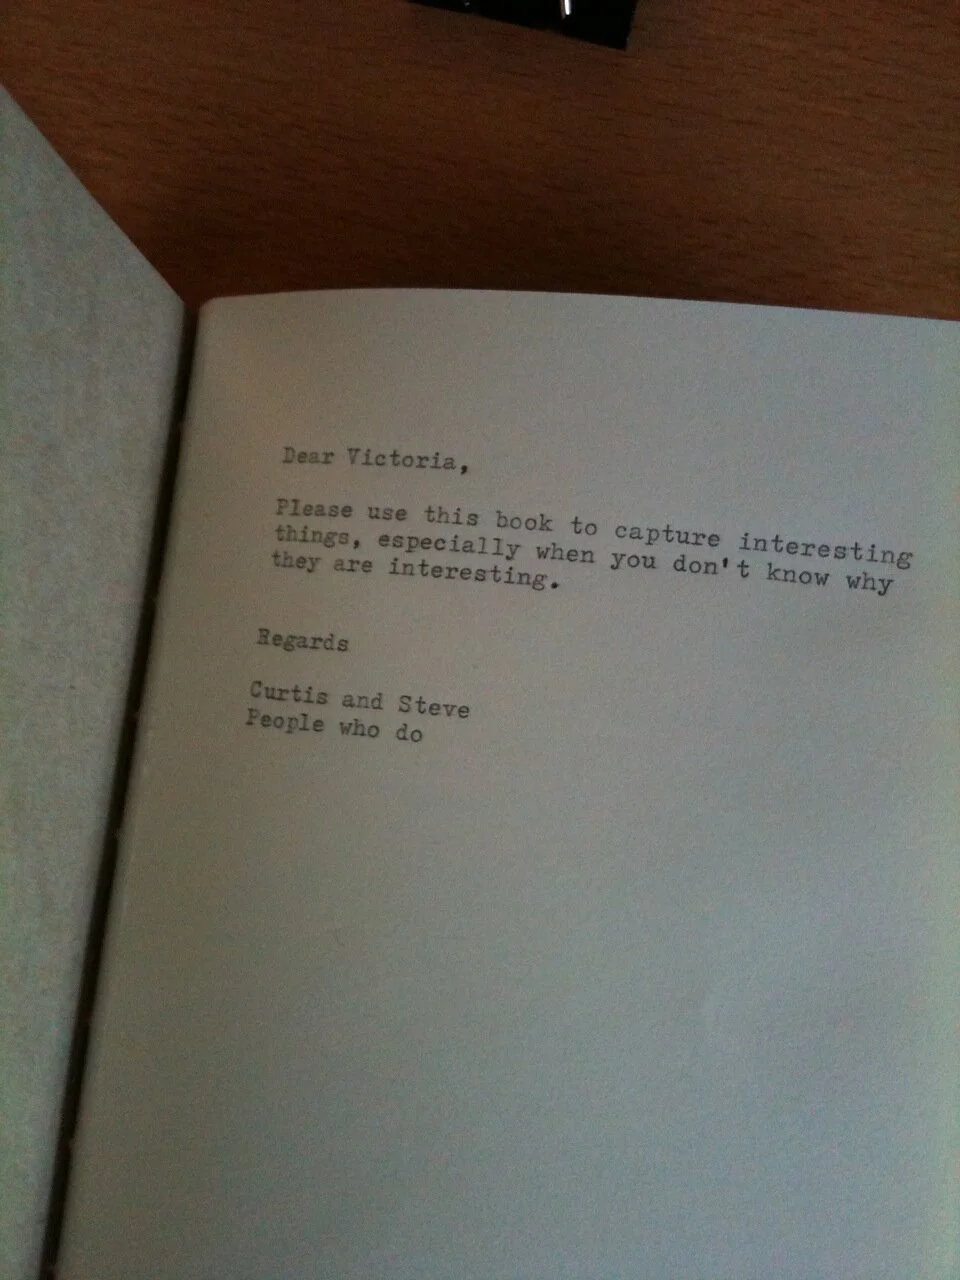 Dear Victoria,
Please use this book to capture interesting
things, especially when you don't know why
they are interesting.
Regards
Curtis and Steve
People who do